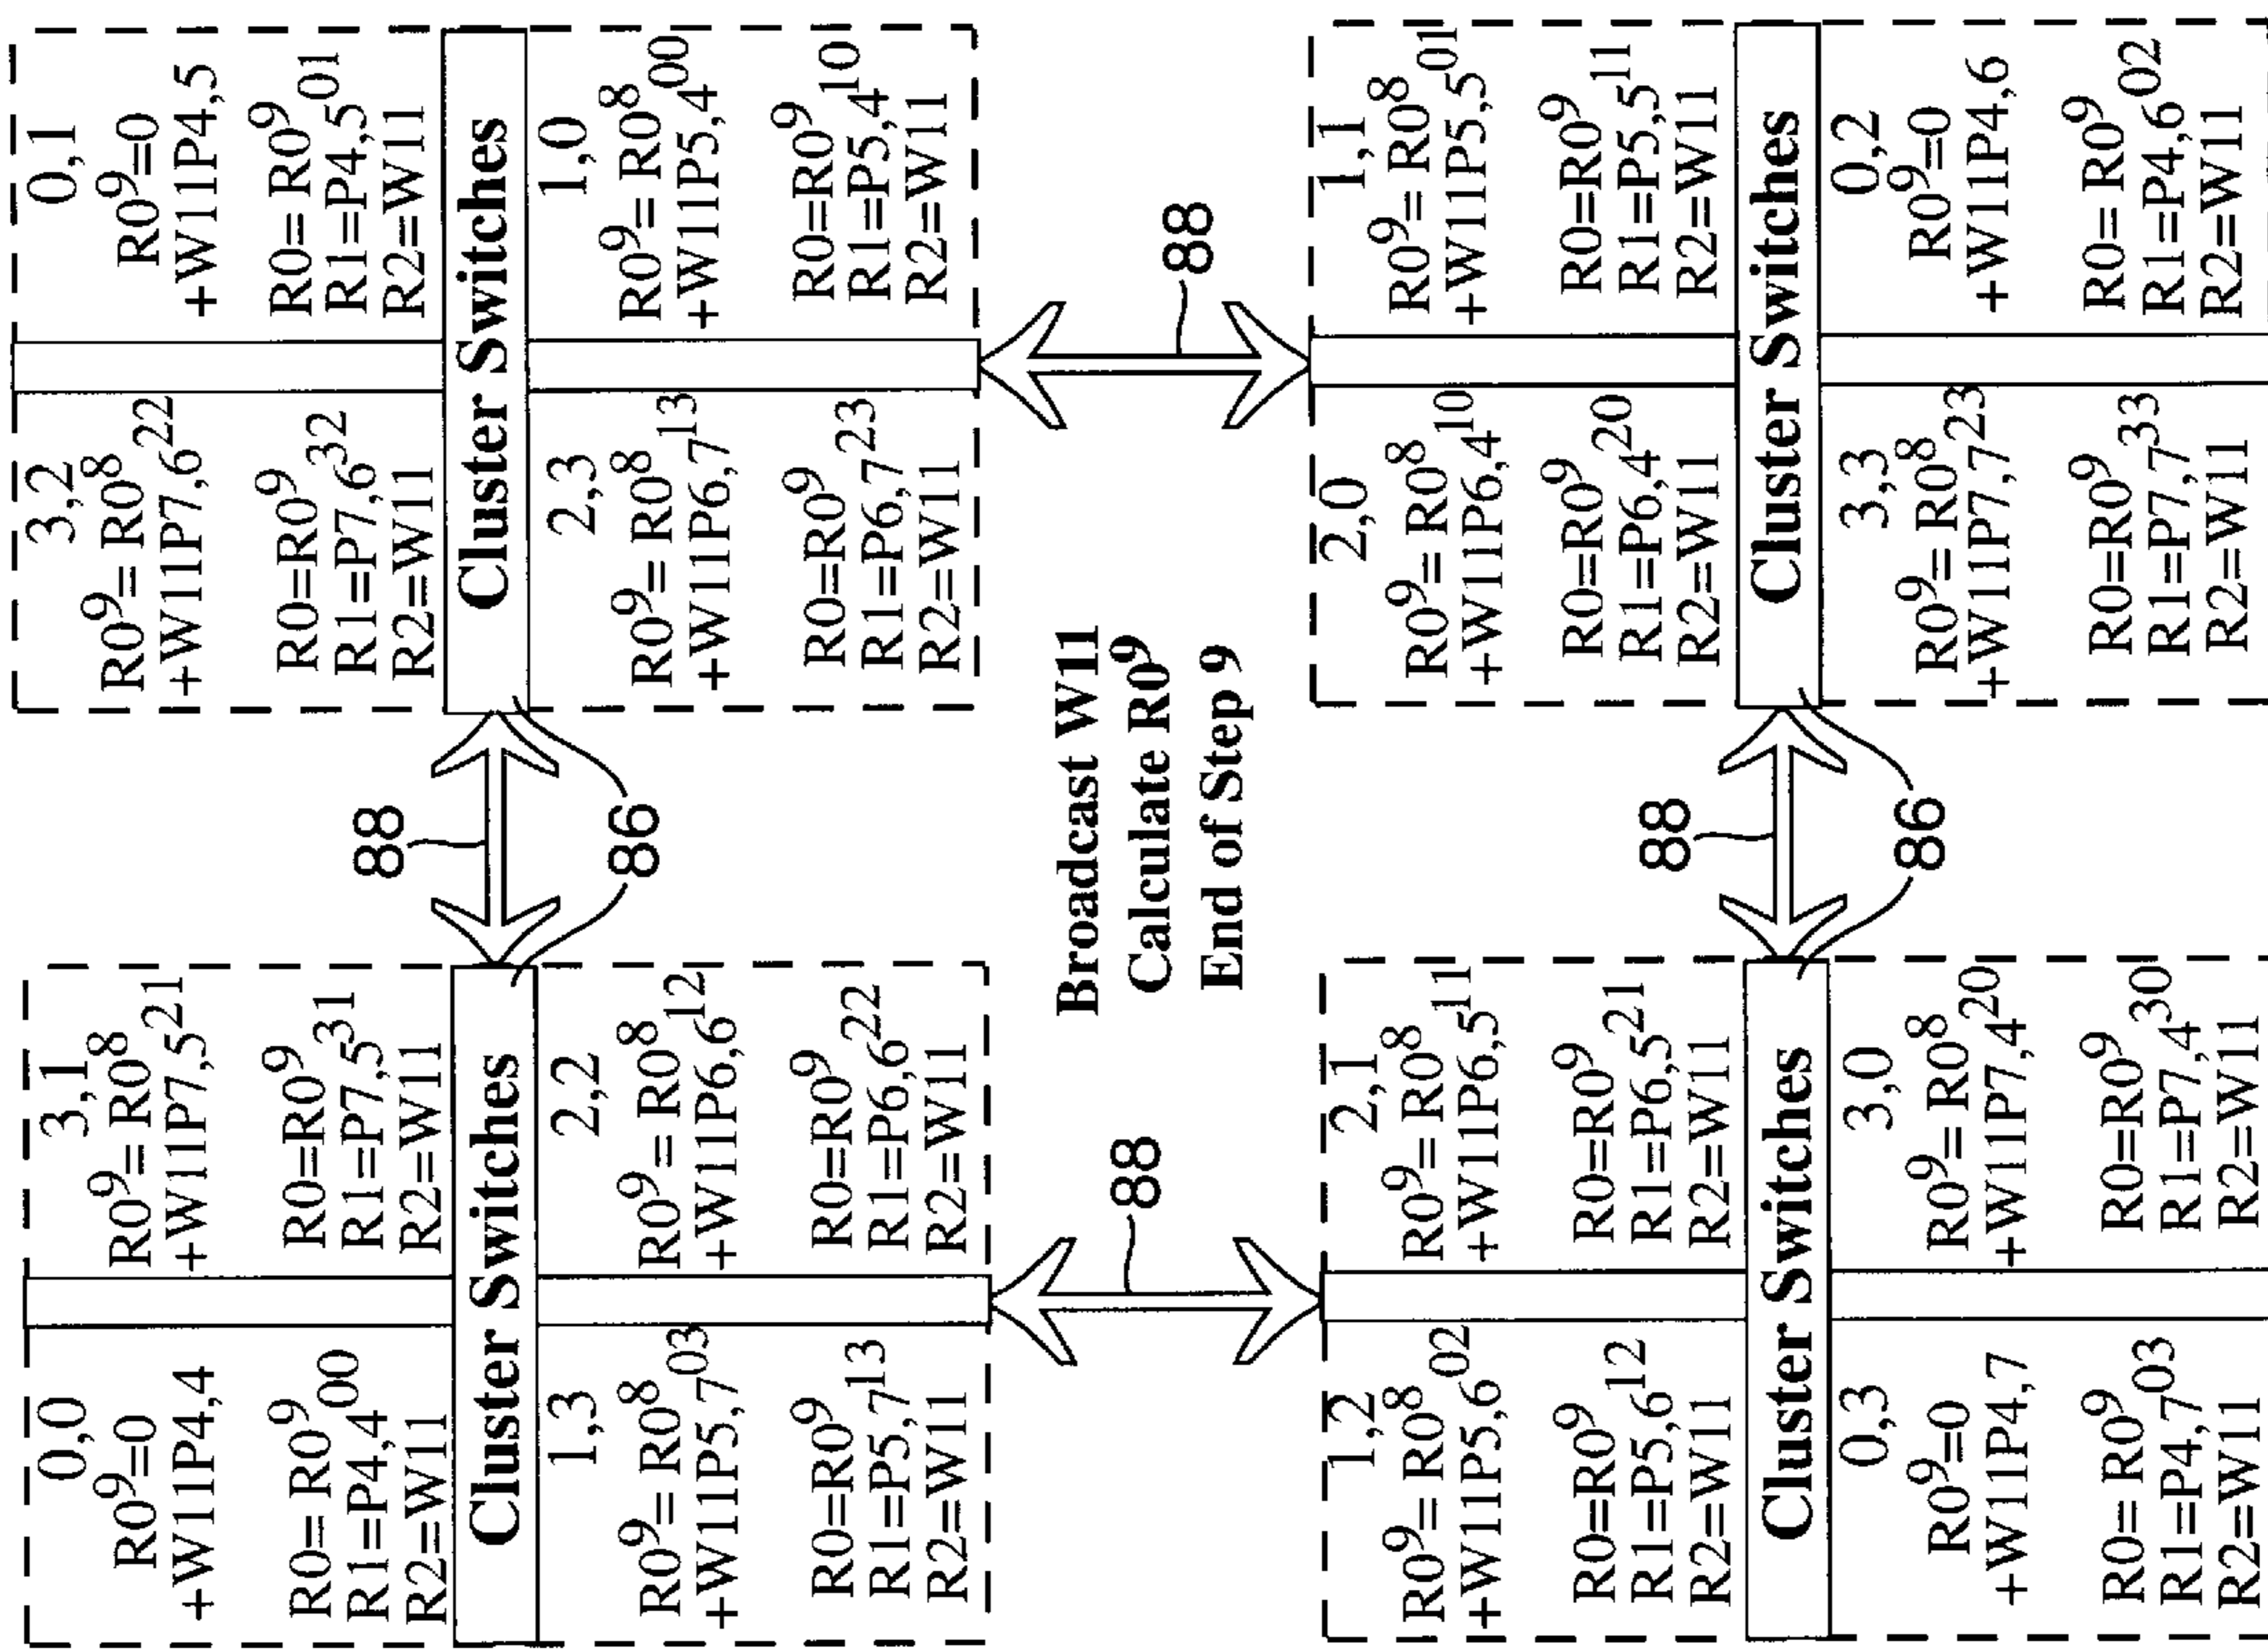 0,0
R0⁹=0
+W11P4,4
R0= R0⁹
R1=P4,4⁰⁰
R2=W11
3,1
R0⁹= R0⁸
+W11P7,5²¹
R0=R0⁹
R1=P7,5³¹
R2=W11
Cluster Switches
1,3
R0⁹= R0⁸
+W11P5,7⁰³
R0=R0⁹
R1=P5,7¹³
R2=W11
2,2
R0⁹= R0⁸
+W11P6,6¹²
R0=R0⁹
R1=P6,6²²
R2=W11
88
86
3,2
R0⁹= R0⁸
+W11P7,6²²
R0=R0⁹
R1=P7,6³²
R2=W11
0,1
R0⁹=0
+W11P4,5
R0= R0⁹
R1=P4,5⁰¹
R2=W11
Cluster Switches
2,3
R0⁹= R0⁸
+W11P6,7¹³
R0=R0⁹
R1=P6,7²³
R2=W11
1,0
R0⁹= R0⁸
+W11P5,4⁰⁰
R0=R0⁹
R1=P5,4¹⁰
R2=W11
88
Broadcast W11
Calculate R0⁹
End of Step 9
88
1,2
R0⁹= R0⁸
+W11P5,6⁰²
R0=R0⁹
R1=P5,6¹²
R2=W11
2,1
R0⁹= R0⁸
+W11P6,5¹¹
R0=R0⁹
R1=P6,5²¹
R2=W11
Cluster Switches
0,3
R0⁹=0
+W11P4,7
R0= R0⁹
R1=P4,7⁰³
R2=W11
3,0
R0⁹= R0⁸
+W11P7,4²⁰
R0=R0⁹
R1=P7,4³⁰
R2=W11
88
86
2,0
R0⁹= R0⁸
+W11P6,4¹⁰
R0=R0⁹
R1=P6,4²⁰
R2=W11
1,1
R0⁹= R0⁸
+W11P5,5⁰¹
R0=R0⁹
R1=P5,5¹¹
R2=W11
Cluster Switches
3,3
R0⁹= R0⁸
+W11P7,7²³
R0=R0⁹
R1=P7,7³³
R2=W11
0,2
R0⁹=0
+W11P4,6
R0= R0⁹
R1=P4,6⁰²
R2=W11